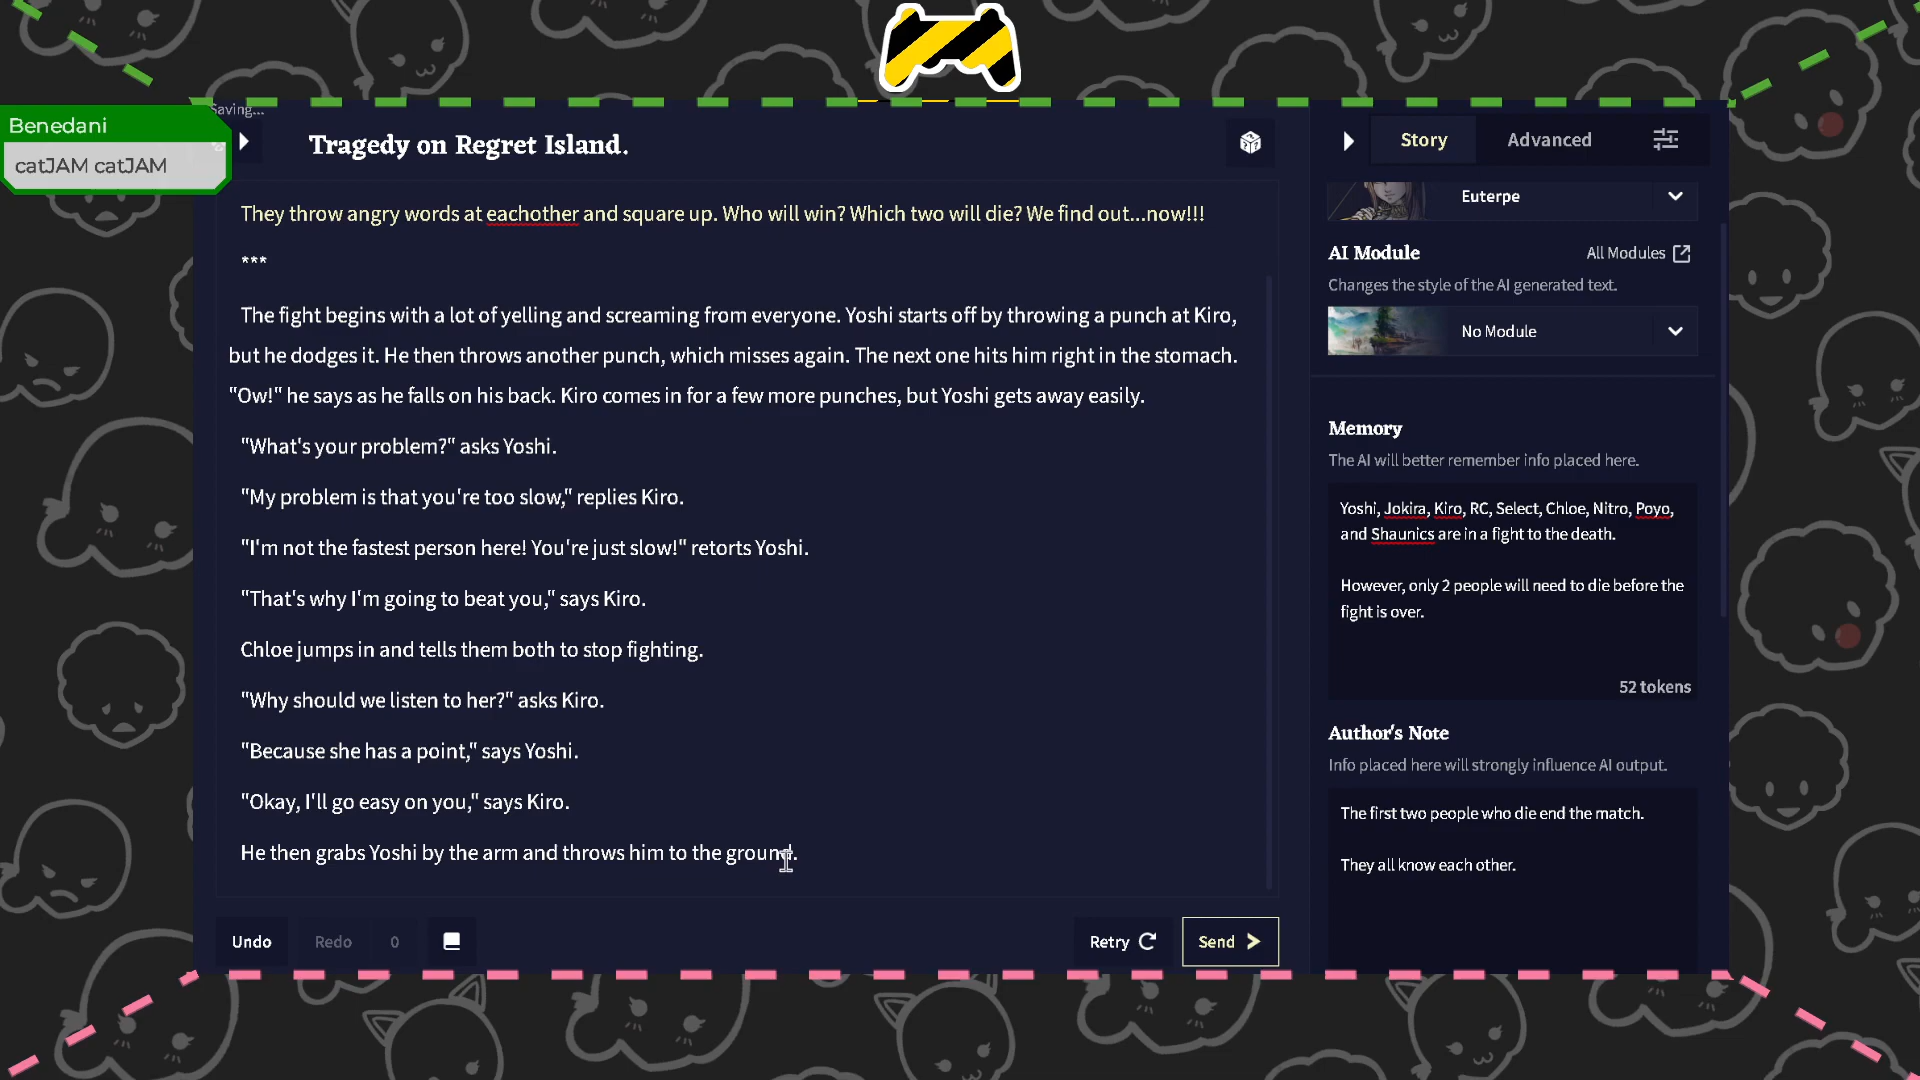 Saving...
Benedani
catJAM catJAM
Tragedy on Regret Island.
They throw angry words at eachother and square up. Who will win? Which two will die? We find out...now!!!
***
The fight begins with a lot of yelling and screaming from everyone. Yoshi starts off by throwing a punch at Kiro,
but he dodges it. He then throws another punch, which misses again. The next one hits him right in the stomach.
"Ow!" he says as he falls on his back. Kiro comes in for a few more punches, but Yoshi gets away easily.
"What's your problem?" asks Yoshi.
"My problem is that you're too slow," replies Kiro.
"I'm not the fastest person here! You're just slow!" retorts Yoshi.
"That's why I'm going to beat you," says Kiro.
Chloe jumps in and tells them both to stop fighting.
"Why should we listen to her?" asks Kiro.
"Because she has a point," says Yoshi.
"Okay, I'll go easy on you," says Kiro.
He then grabs Yoshi by the arm and throws him to the ground.
Undo
Redo
0
Retry
Send
Story
Advanced
Euterpe
AI Module
All Modules
Changes the style of the AI generated text.
No Module
Memory
The AI will better remember info placed here.
Yoshi, Jokira, Kiro, RC, Select, Chloe, Nitro, Poyo,
and Shaunics are in a fight to the death.
However, only 2 people will need to die before the
fight is over.
52 tokens
Author's Note
Info placed here will strongly influence AI output.
The first two people who die end the match.
They all know each other.